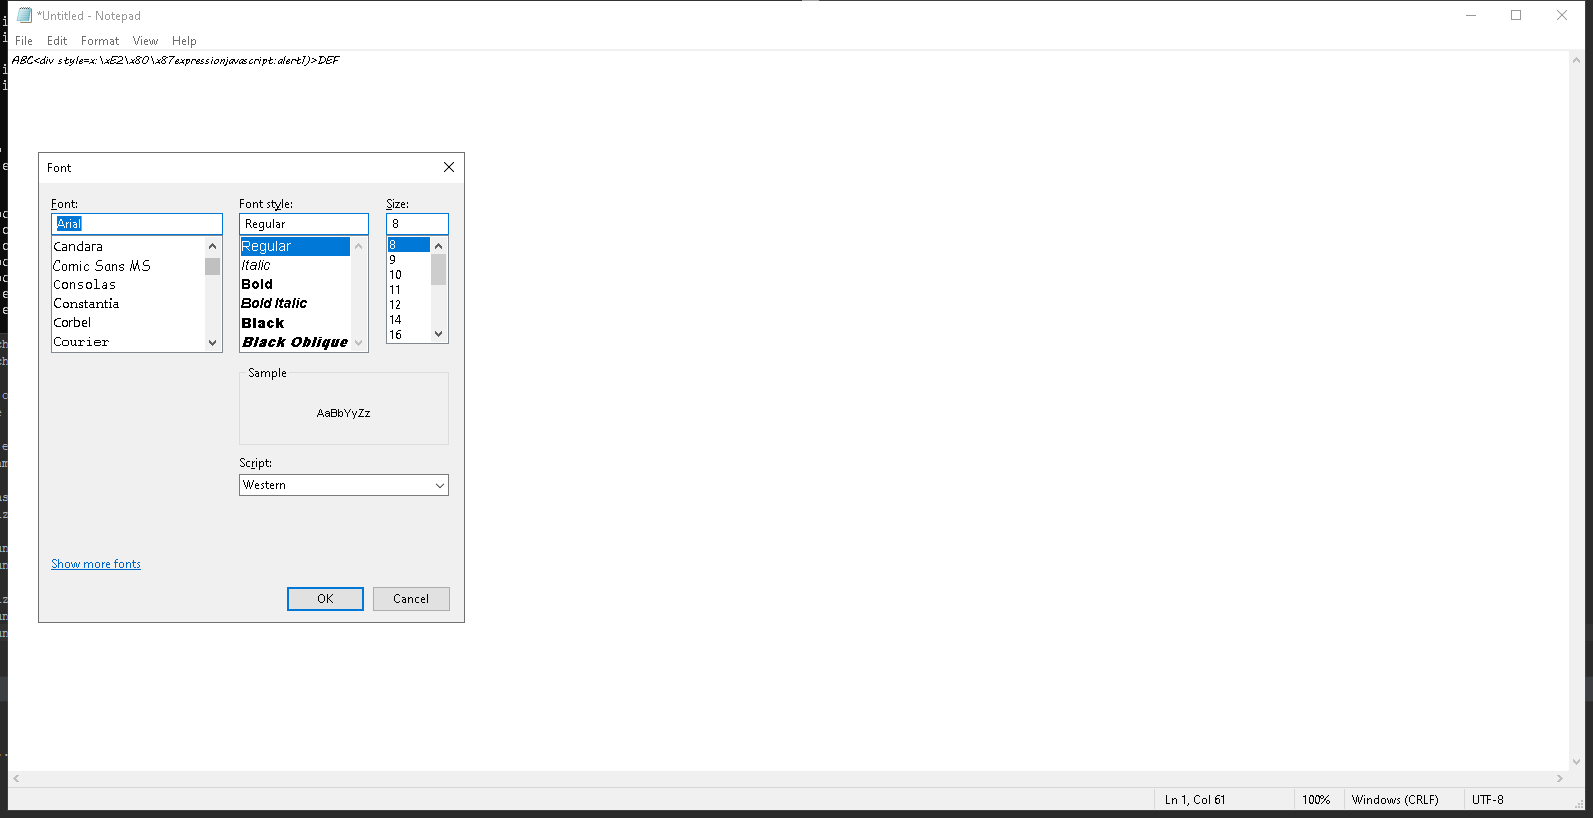 *Untitled - Notepad
File Edit Format View Help
ABC<div style=x:\xE2\x80\x87expressionjavascript:alert1)>DEF
Font
Font: Font style: Size:
Arial Regular 8
Candara Regular 8
Comic Sans MS Italic 9
Consolas Bold 10
Constantia Bold Italic 11
Corbel Black 12
Courier Black Oblique 14
16
Sample
AaBbYyZz
Script:
Western
Show more fonts
OK Cancel
Ln 1, Col 61 100% Windows (CRLF) UTF-8